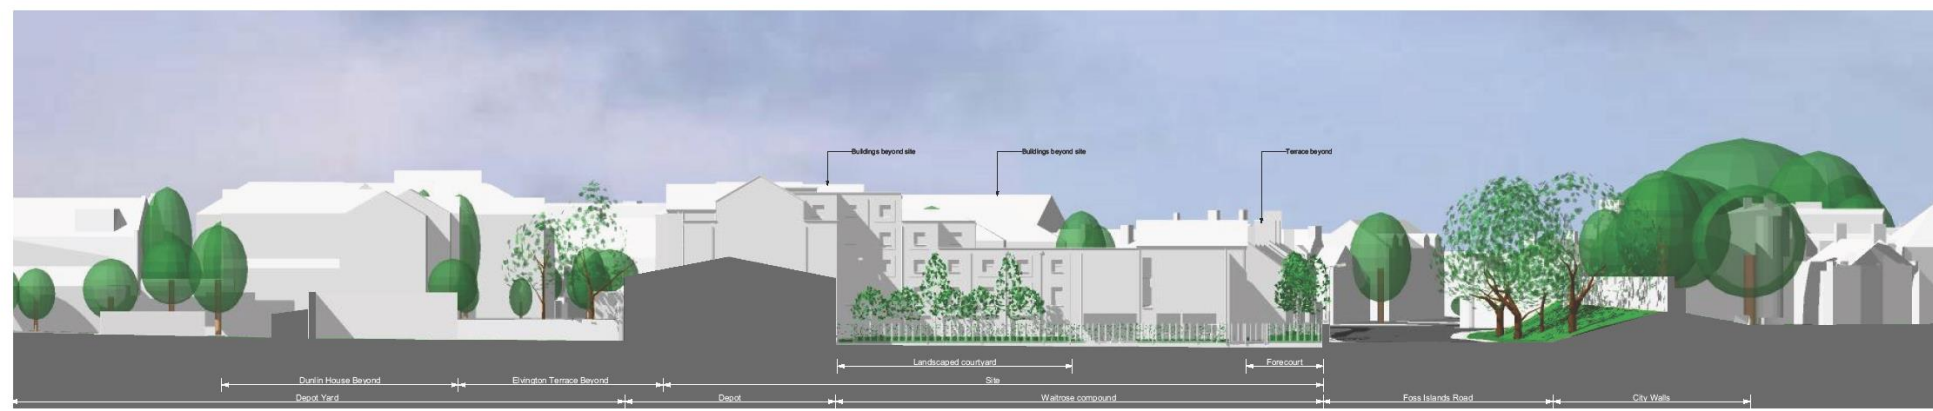 Buildings beyond site
Buildings beyond site
Terrace beyond
Landscaped courtyard
Forecourt
Dunlin House Beyond
Elvington Terrace Beyond
Site
Depot Yard
Depot
Waitrose compound
Foss Islands Road
City Walls